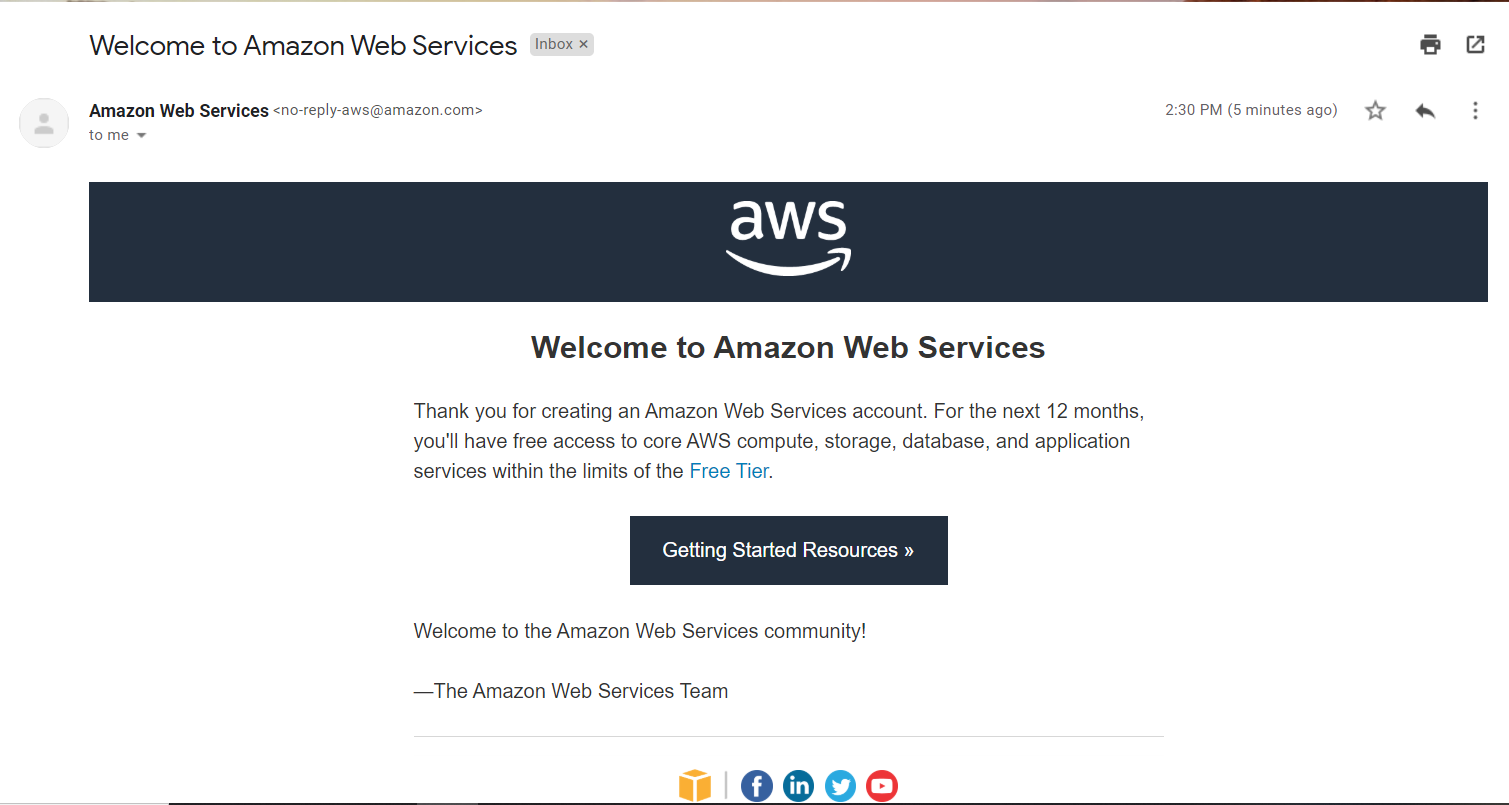 Welcome to Amazon Web Services Inbox ×
Amazon Web Services <no-reply-aws@amazon.com> 2:30 PM (5 minutes ago)
to me
aws
Welcome to Amazon Web Services
Thank you for creating an Amazon Web Services account. For the next 12 months,
you'll have free access to core AWS compute, storage, database, and application
services within the limits of the Free Tier.
Getting Started Resources »
Welcome to the Amazon Web Services community!
—The Amazon Web Services Team
f in